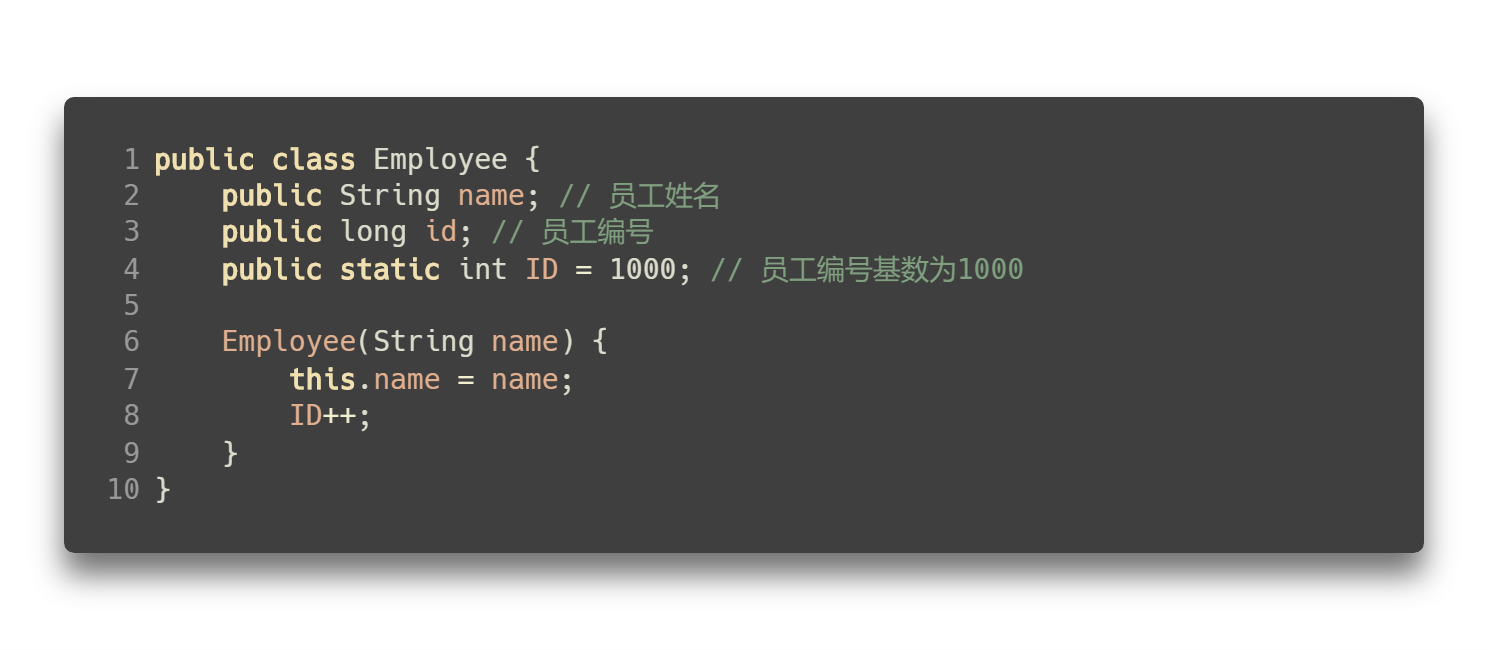 1 public class Employee {
2     public String name; // 员工姓名
3     public long id; // 员工编号
4     public static int ID = 1000; // 员工编号基数为1000
5
6     Employee(String name) {
7         this.name = name;
8         ID++;
9     }
10 }